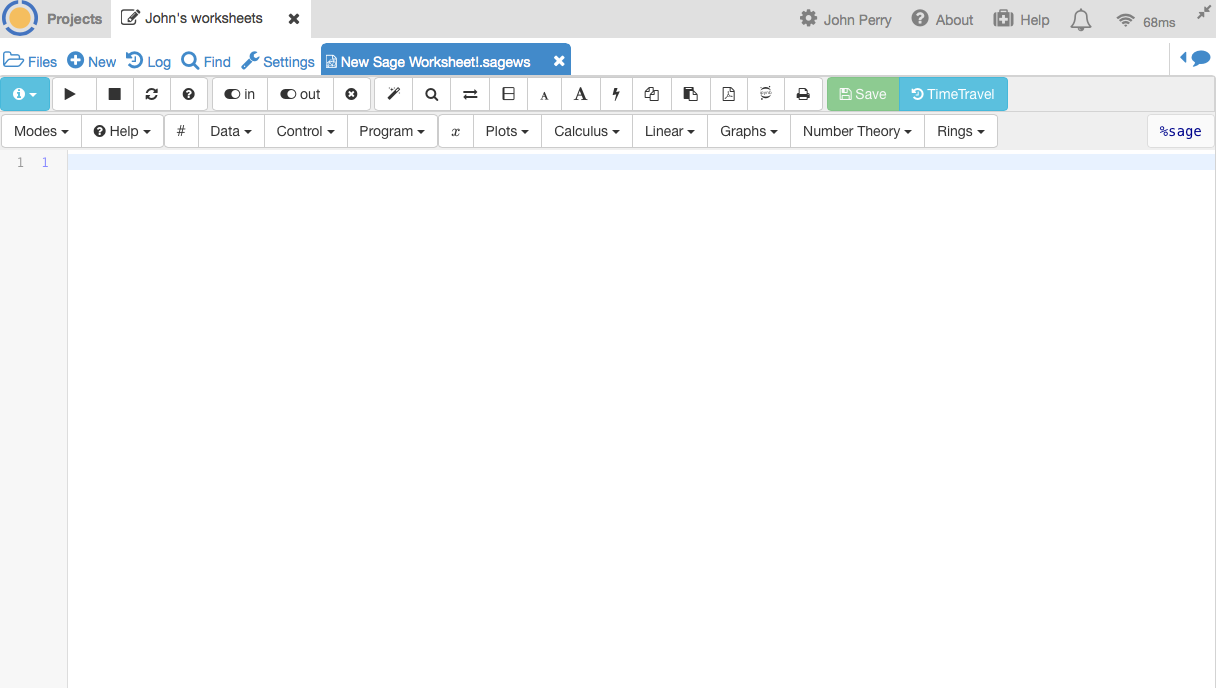 Projects John's worksheets John Perry About Help 68ms
Files New Log Find Settings New Sage Worksheet!.sagews
in out A A Save TimeTravel
Modes Help # Data Control Program x Plots Calculus Linear Graphs Number Theory Rings %sage
1 1